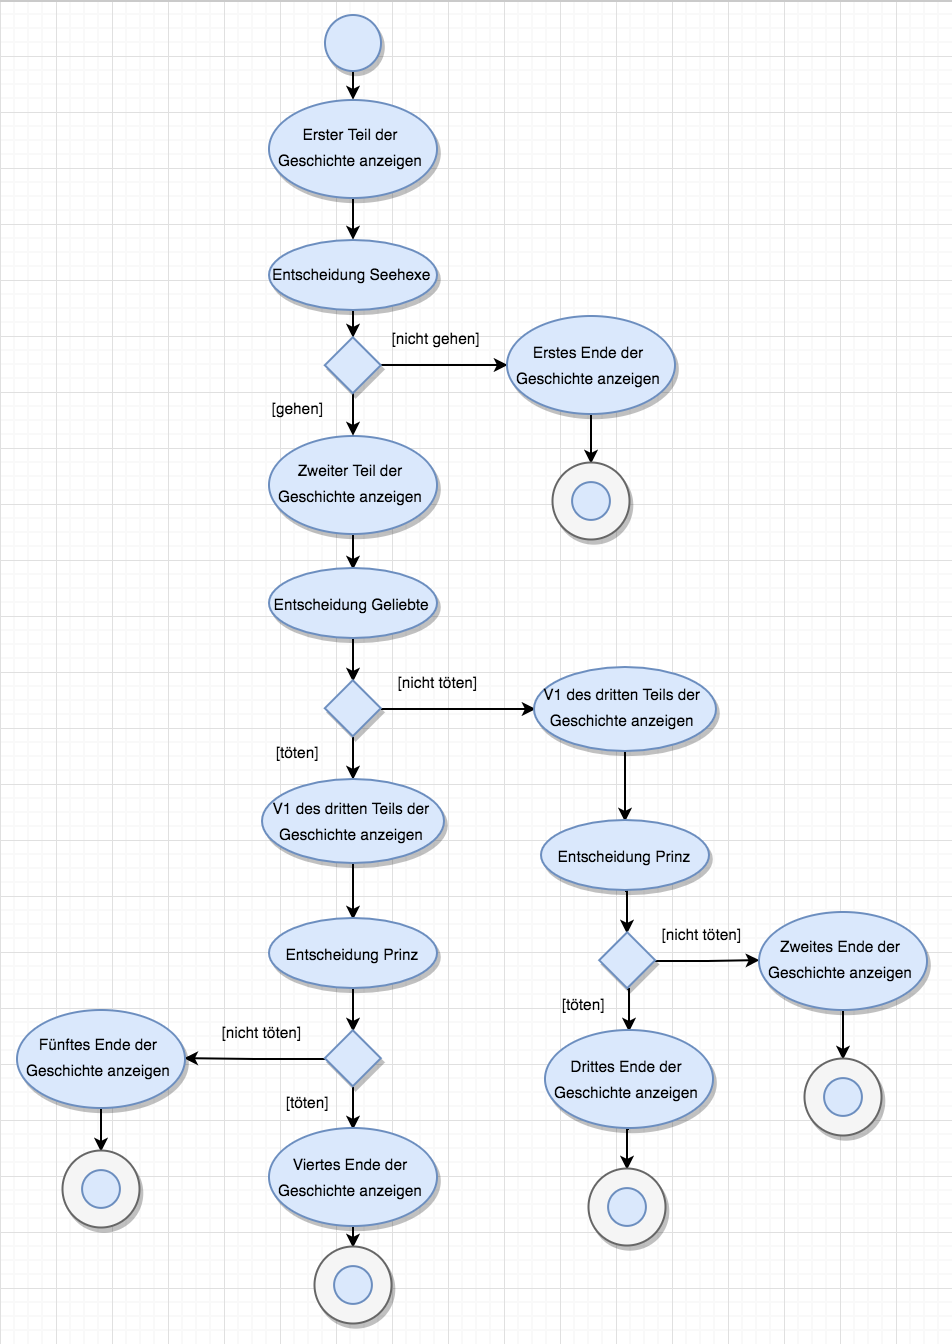 Erster Teil der
Geschichte anzeigen
Entscheidung Seehexe
[nicht gehen]
Erstes Ende der
Geschichte anzeigen
[gehen]
Zweiter Teil der
Geschichte anzeigen
Entscheidung Geliebte
[nicht töten]
V1 des dritten Teils der
Geschichte anzeigen
[töten]
V1 des dritten Teils der
Geschichte anzeigen
Entscheidung Prinz
[nicht töten]
Zweites Ende der
Geschichte anzeigen
Entscheidung Prinz
[töten]
[nicht töten]
Fünftes Ende der
Geschichte anzeigen
Drittes Ende der
Geschichte anzeigen
[töten]
Viertes Ende der
Geschichte anzeigen